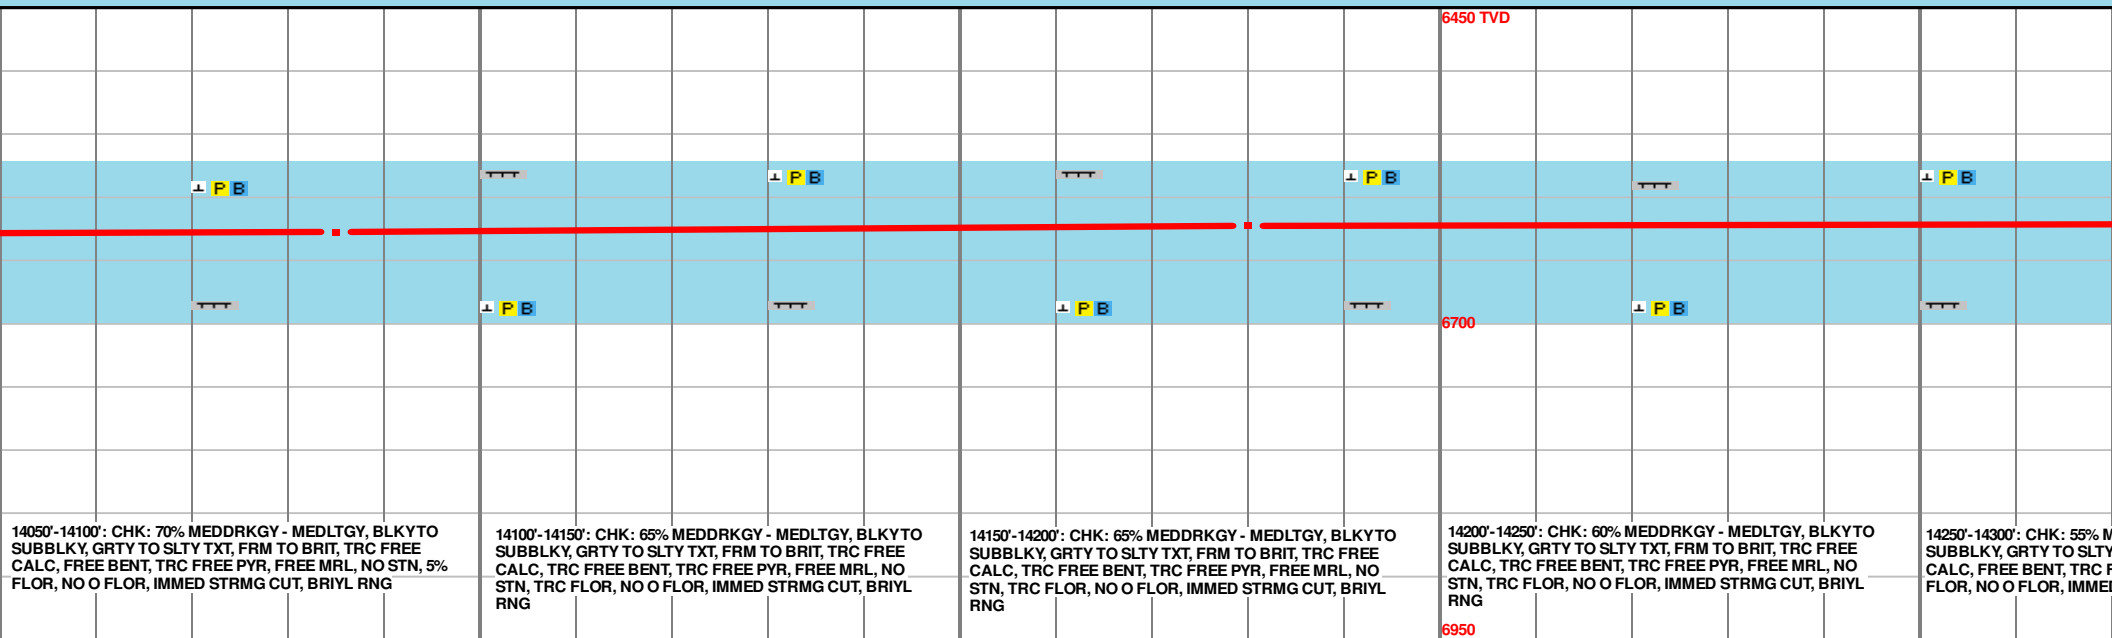 6450 TVD
⊥ P B
⊥ P B
⊥ P B
⊥ P B
⊥ P B
⊥ P B
⊥ P B
6700
14050'-14100': CHK: 70% MEDDRKGY - MEDLTGY, BLKY TO
SUBBLKY, GRTY TO SLTY TXT, FRM TO BRIT, TRC FREE
CALC, FREE BENT, TRC FREE PYR, FREE MRL, NO STN, 5%
FLOR, NO O FLOR, IMMED STRMG CUT, BRIYL RNG
14100'-14150': CHK: 65% MEDDRKGY - MEDLTGY, BLKY TO
SUBBLKY, GRTY TO SLTY TXT, FRM TO BRIT, TRC FREE
CALC, TRC FREE BENT, TRC FREE PYR, FREE MRL, NO
STN, TRC FLOR, NO O FLOR, IMMED STRMG CUT, BRIYL
RNG
14150'-14200': CHK: 65% MEDDRKGY - MEDLTGY, BLKY TO
SUBBLKY, GRTY TO SLTY TXT, FRM TO BRIT, TRC FREE
CALC, TRC FREE BENT, TRC FREE PYR, FREE MRL, NO
STN, TRC FLOR, NO O FLOR, IMMED STRMG CUT, BRIYL
RNG
14200'-14250': CHK: 60% MEDDRKGY - MEDLTGY, BLKY TO
SUBBLKY, GRTY TO SLTY TXT, FRM TO BRIT, TRC FREE
CALC, TRC FREE BENT, TRC FREE PYR, FREE MRL, NO
STN, TRC FLOR, NO O FLOR, IMMED STRMG CUT, BRIYL
RNG
14250'-14300': CHK: 55% M
SUBBLKY, GRTY TO SLTY
CALC, FREE BENT, TRC F
FLOR, NO O FLOR, IMMED
6950